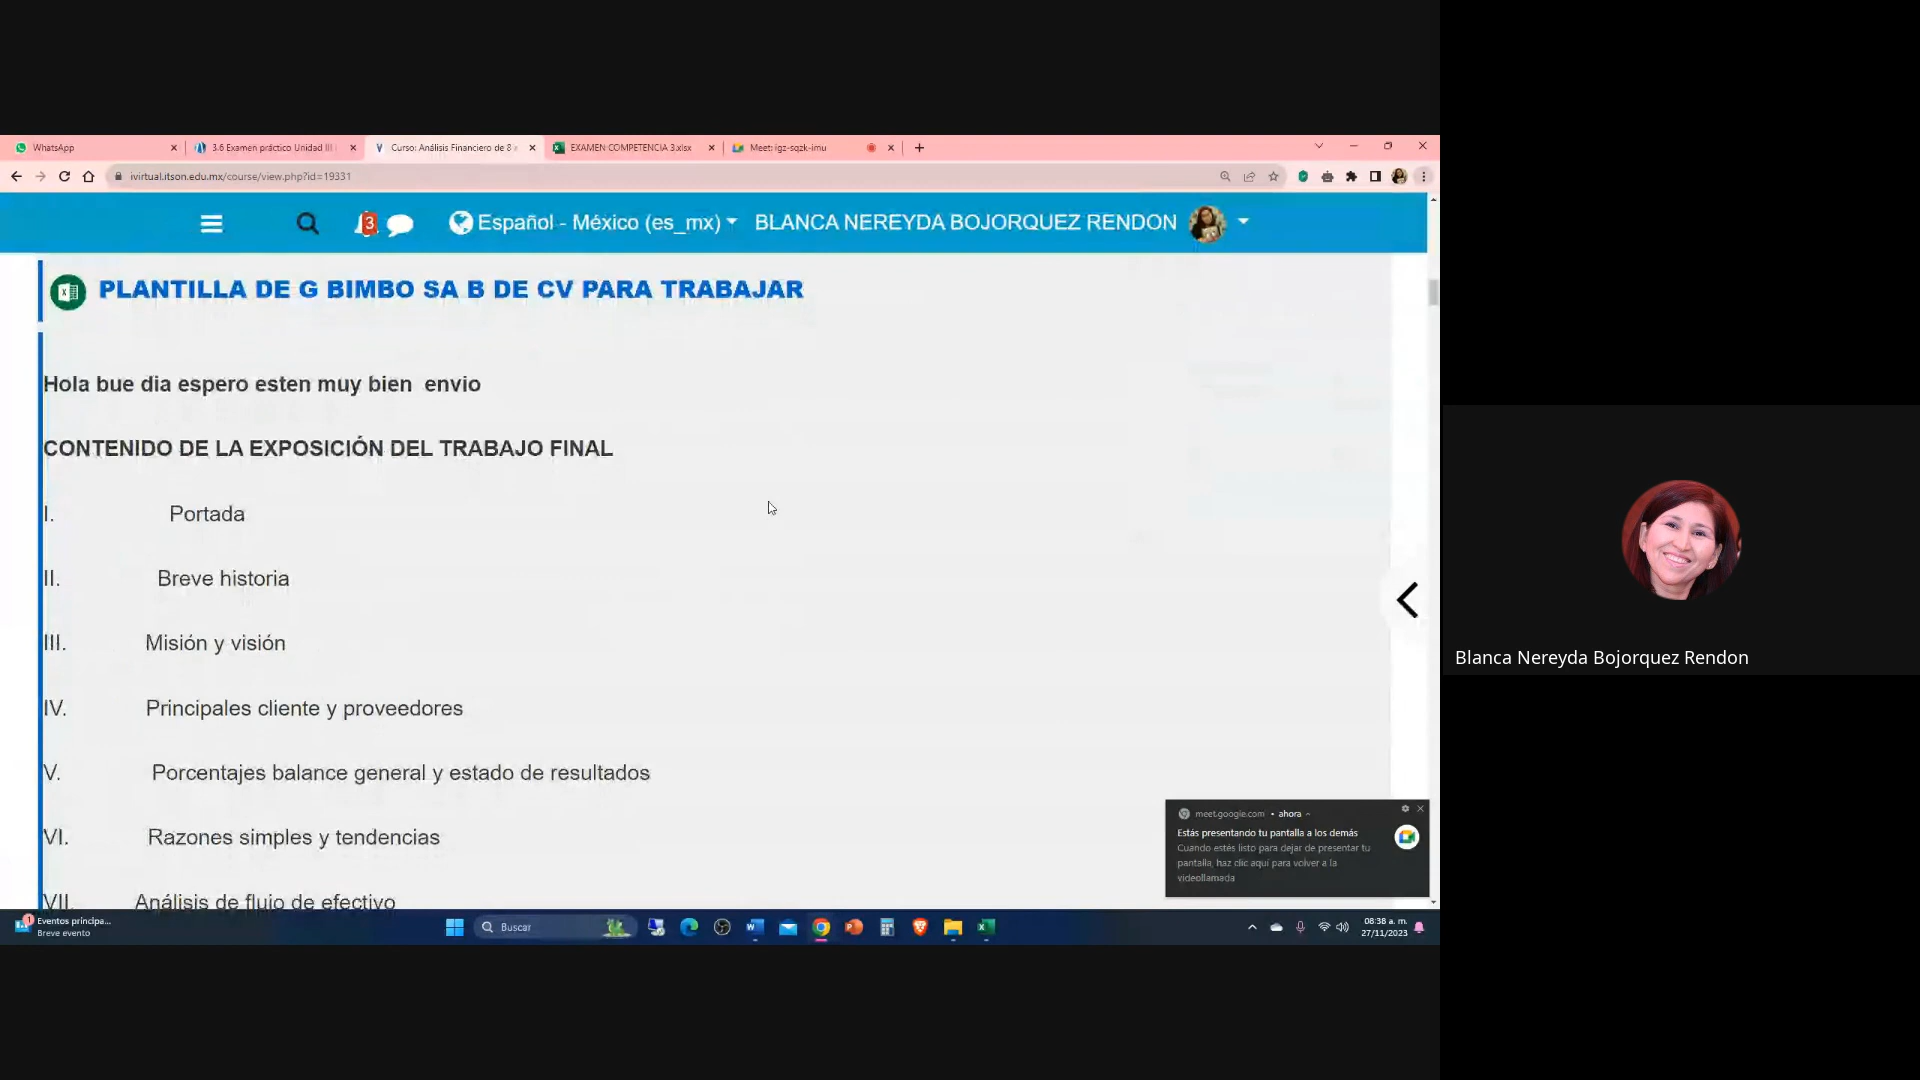 WhatsApp
3.6 Examen práctico Unidad III
Curso: Análisis Financiero de 8
EXAMEN COMPETENCIA 3.xlsx
Meet: igz-sqzk-imu
ivirtual.itson.edu.mx/course/view.php?id=19331
3
Español - México (es_mx)
BLANCA NEREYDA BOJORQUEZ RENDON
PLANTILLA DE G BIMBO SA B DE CV PARA TRABAJAR
Hola bue dia espero esten muy bien envio
CONTENIDO DE LA EXPOSICIÓN DEL TRABAJO FINAL
I. Portada
II. Breve historia
III. Misión y visión
IV. Principales cliente y proveedores
V. Porcentajes balance general y estado de resultados
VI. Razones simples y tendencias
VII. Análisis de flujo de efectivo
meet.google.com • ahora
Estás presentando tu pantalla a los demás
Cuando estés listo para dejar de presentar tu
pantalla, haz clic aquí para volver a la
videollamada
Blanca Nereyda Bojorquez Rendon
1
Eventos principa...
Breve evento
Buscar
08:38 a. m.
27/11/2023